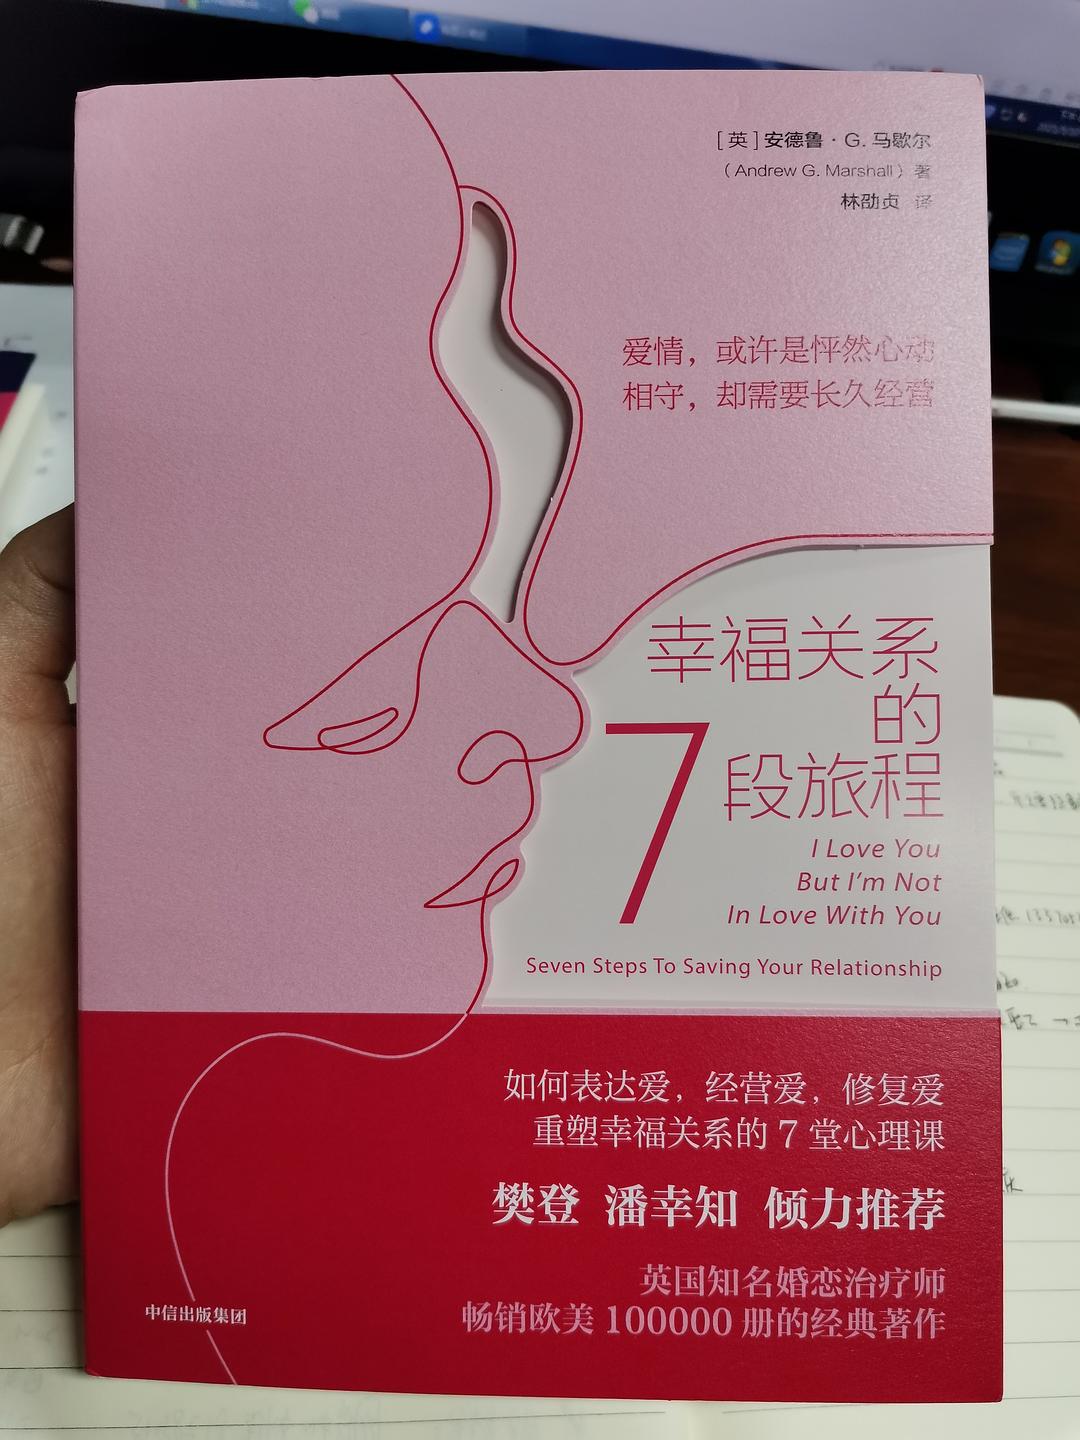 [英]安德鲁·G.马歇尔
（Andrew G. Marshall）著
林劭贞 译
爱情，或许是怦然心动
相守，却需要长久经营
幸福关系
的
7段旅程
I Love You
But I'm Not
In Love With You
Seven Steps To Saving Your Relationship
如何表达爱，经营爱，修复爱
重塑幸福关系的 7 堂心理课
樊登 潘幸知 倾力推荐
英国知名婚恋治疗师
畅销欧美 100000 册的经典著作
中信出版集团